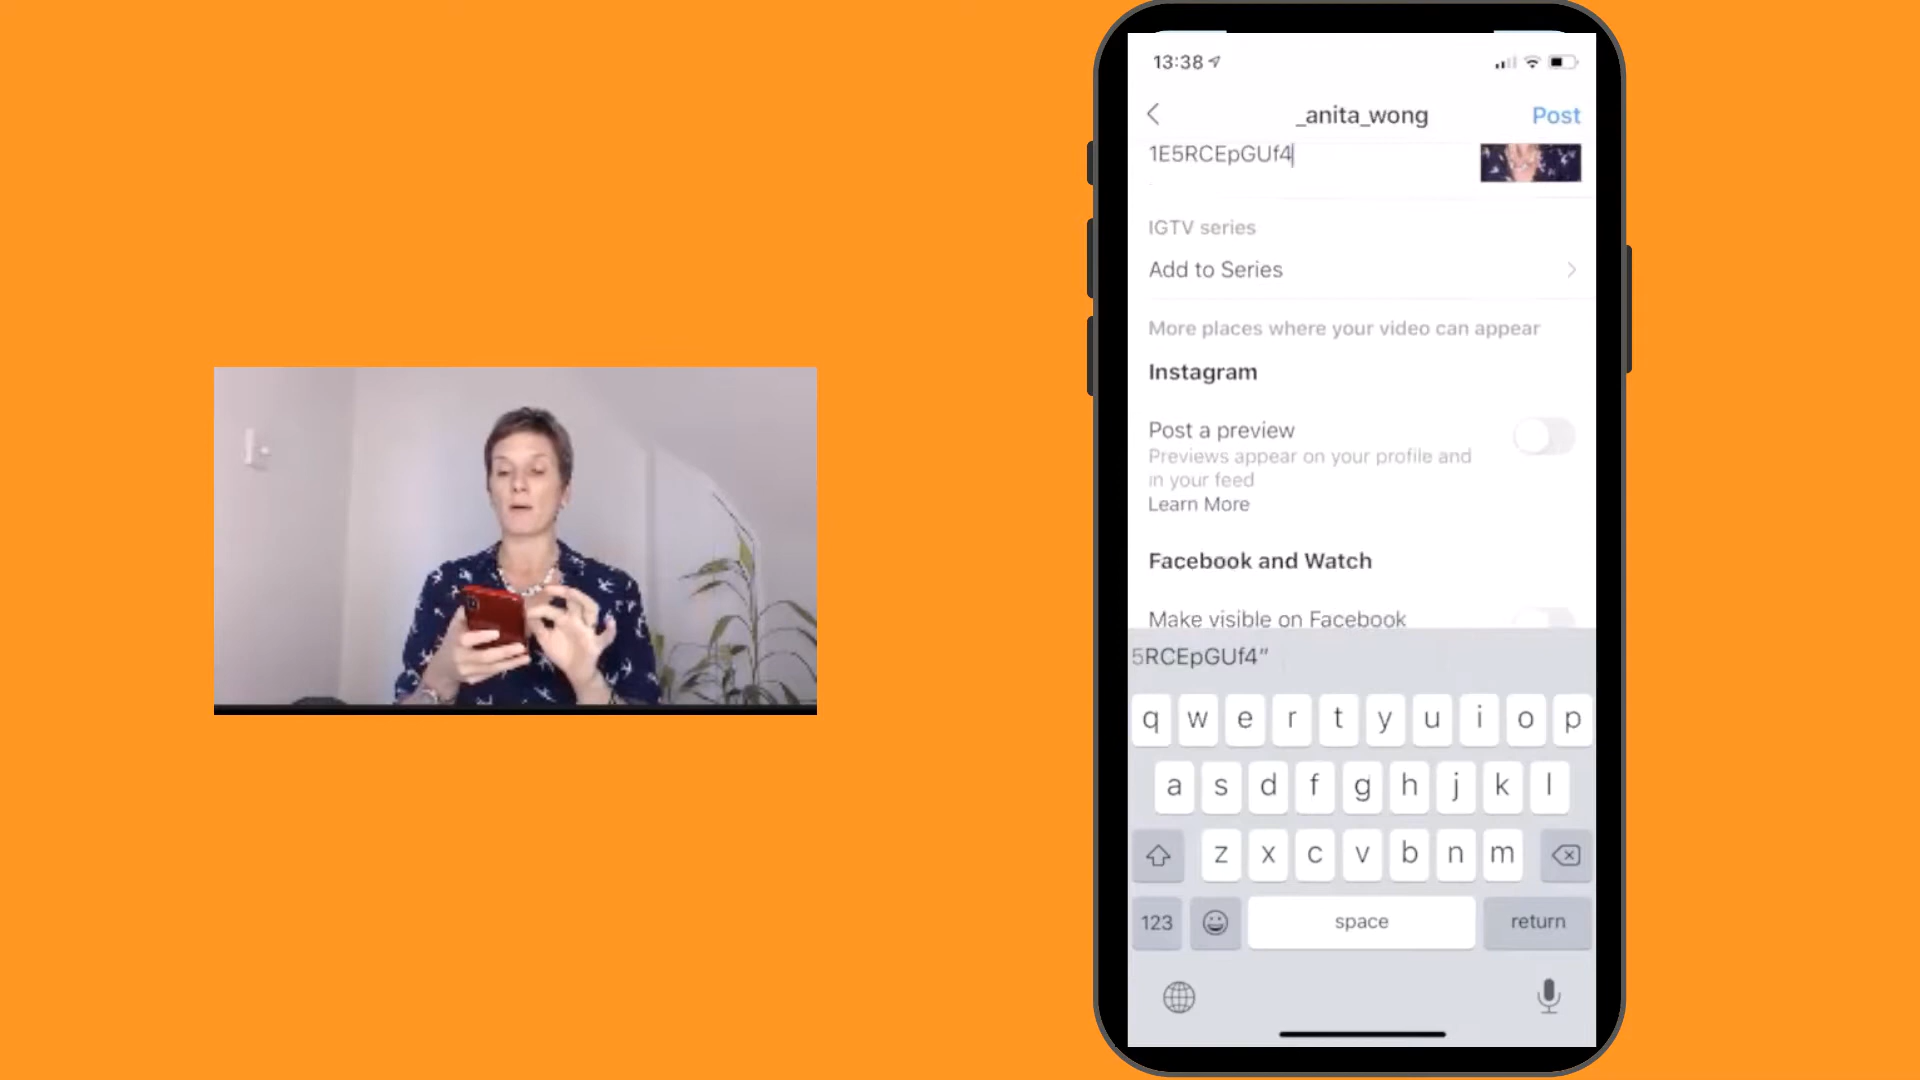 13:38
_anita_wong
Post
1E5RCEpGUf4
IGTV series
Add to Series
More places where your video can appear
Instagram
Post a preview
Previews appear on your profile and
in your feed
Learn More
Facebook and Watch
Make visible on Facebook
5RCEpGUf4”
q w e r t y u i o p
a s d f g h j k l
z x c v b n m
123
space
return